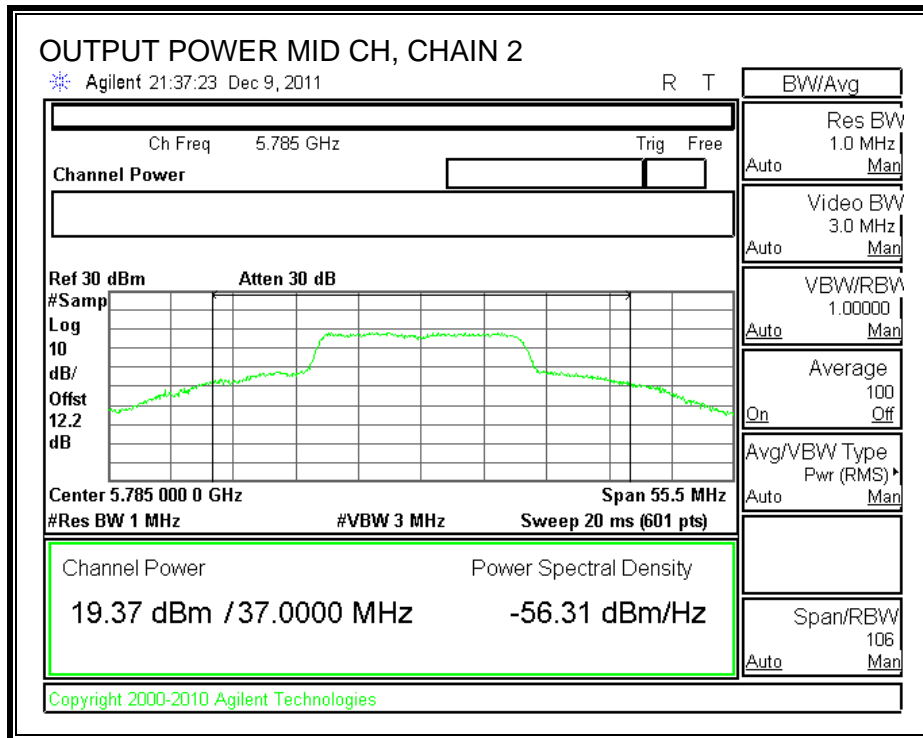 OUTPUT POWER MID CH, CHAIN 2
Agilent 21:37:23 Dec 9, 2011 R T
BW/Avg
Ch Freq 5.785 GHz Trig Free
Channel Power
Res BW
1.0 MHz
Auto Man
Video BW
3.0 MHz
Auto Man
Ref 30 dBm Atten 30 dB
#Samp
Log
10
dB/
Offst
12.2
dB
VBW/RBW
1.00000
Auto Man
Average
100
On Off
Avg/VBW Type
Pwr (RMS)
Auto Man
Center 5.785 000 0 GHz Span 55.5 MHz
#Res BW 1 MHz #VBW 3 MHz Sweep 20 ms (601 pts)
Channel Power Power Spectral Density
19.37 dBm / 37.0000 MHz -56.31 dBm/Hz
Span/RBW
106
Auto Man
Copyright 2000-2010 Agilent Technologies